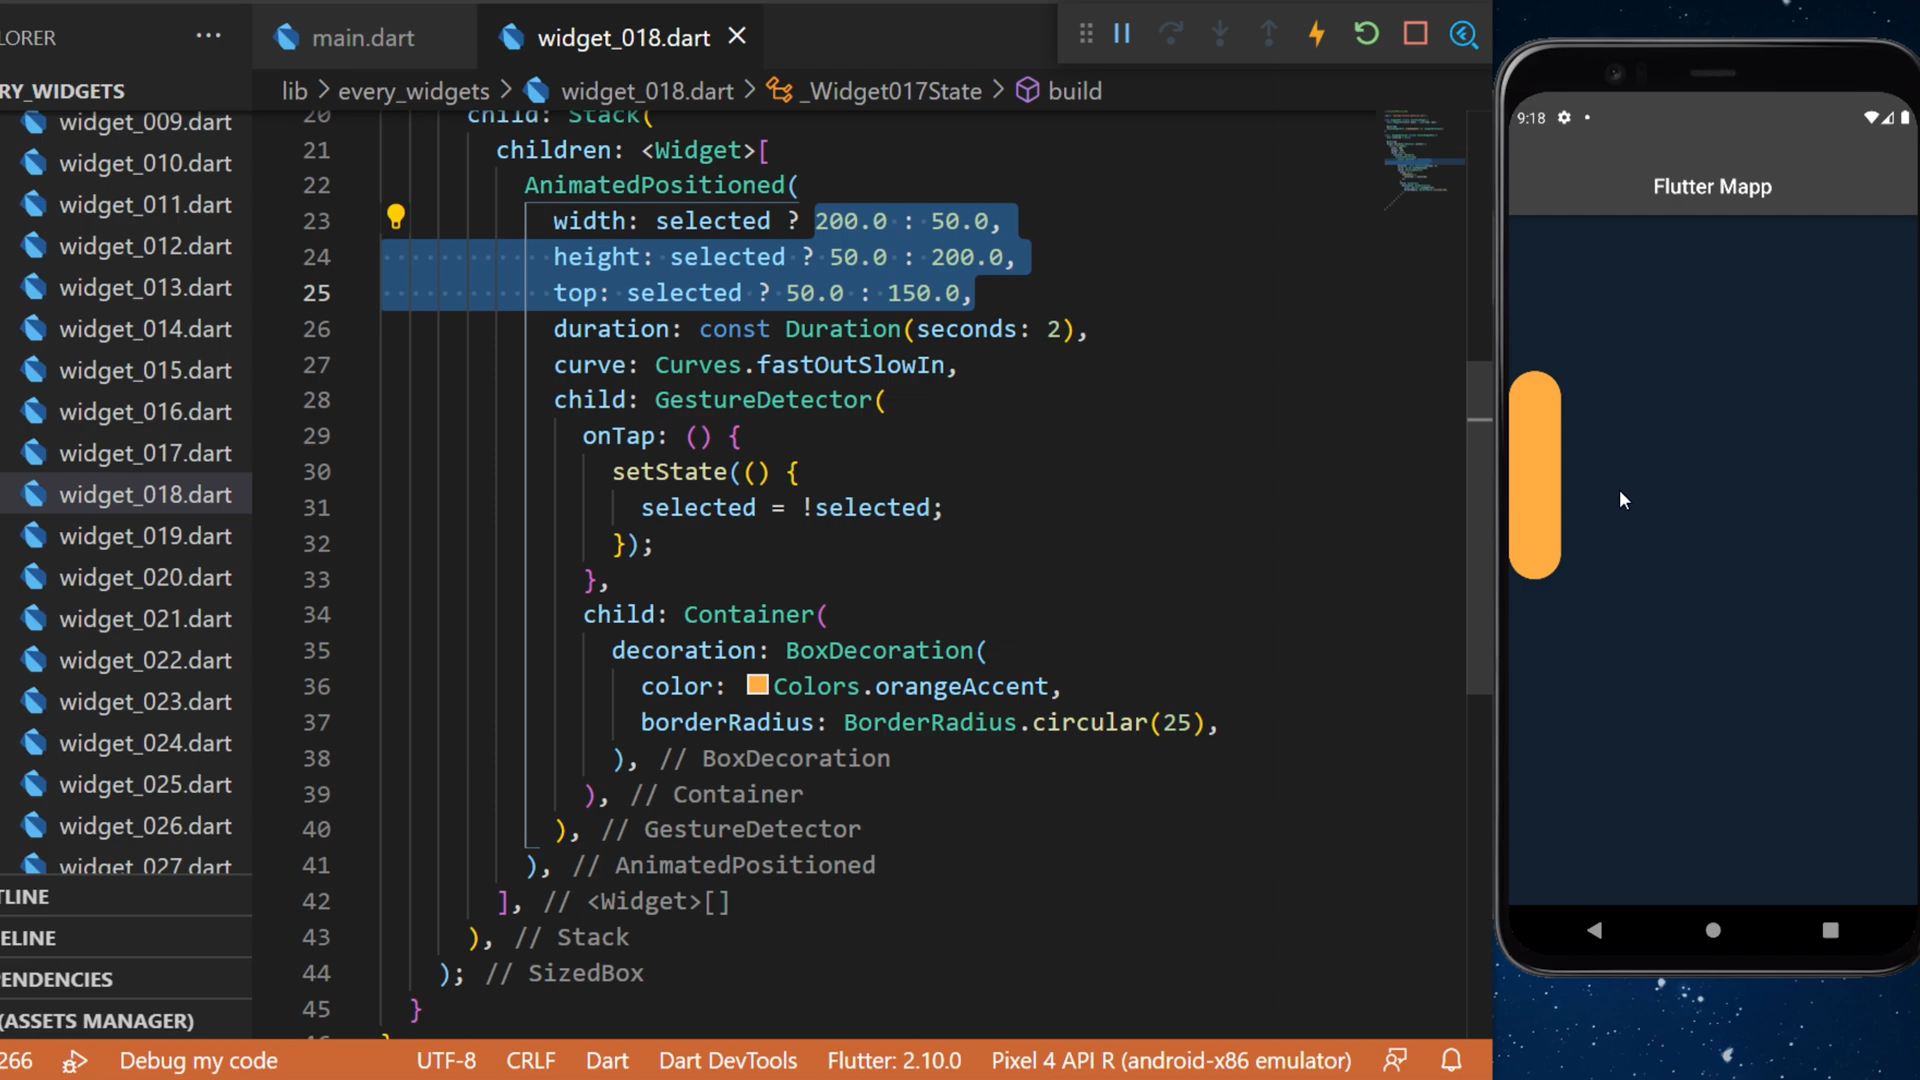 LORER
RY_WIDGETS
widget_009.dart
widget_010.dart
widget_011.dart
widget_012.dart
widget_013.dart
widget_014.dart
widget_015.dart
widget_016.dart
widget_017.dart
widget_018.dart
widget_019.dart
widget_020.dart
widget_021.dart
widget_022.dart
widget_023.dart
widget_024.dart
widget_025.dart
widget_026.dart
widget_027.dart
TLINE
ELINE
PENDENCIES
(ASSETS MANAGER)
main.dart
widget_018.dart
lib > every_widgets > widget_018.dart > _Widget017State > build
20 child: Stack(
21 children: <Widget>[
22 AnimatedPositioned(
23 width: selected ? 200.0 : 50.0,
24 height: selected ? 50.0 : 200.0,
25 top: selected ? 50.0 : 150.0,
26 duration: const Duration(seconds: 2),
27 curve: Curves.fastOutSlowIn,
28 child: GestureDetector(
29 onTap: () {
30 setState(() {
31 selected = !selected;
32 });
33 },
34 child: Container(
35 decoration: BoxDecoration(
36 color: Colors.orangeAccent,
37 borderRadius: BorderRadius.circular(25),
38 ), // BoxDecoration
39 ), // Container
40 ), // GestureDetector
41 ), // AnimatedPositioned
42 ], // <Widget>[]
43 ), // Stack
44 ); // SizedBox
45 }
266 Debug my code UTF-8 CRLF Dart Dart DevTools Flutter: 2.10.0 Pixel 4 API R (android-x86 emulator)
9:18
Flutter Mapp